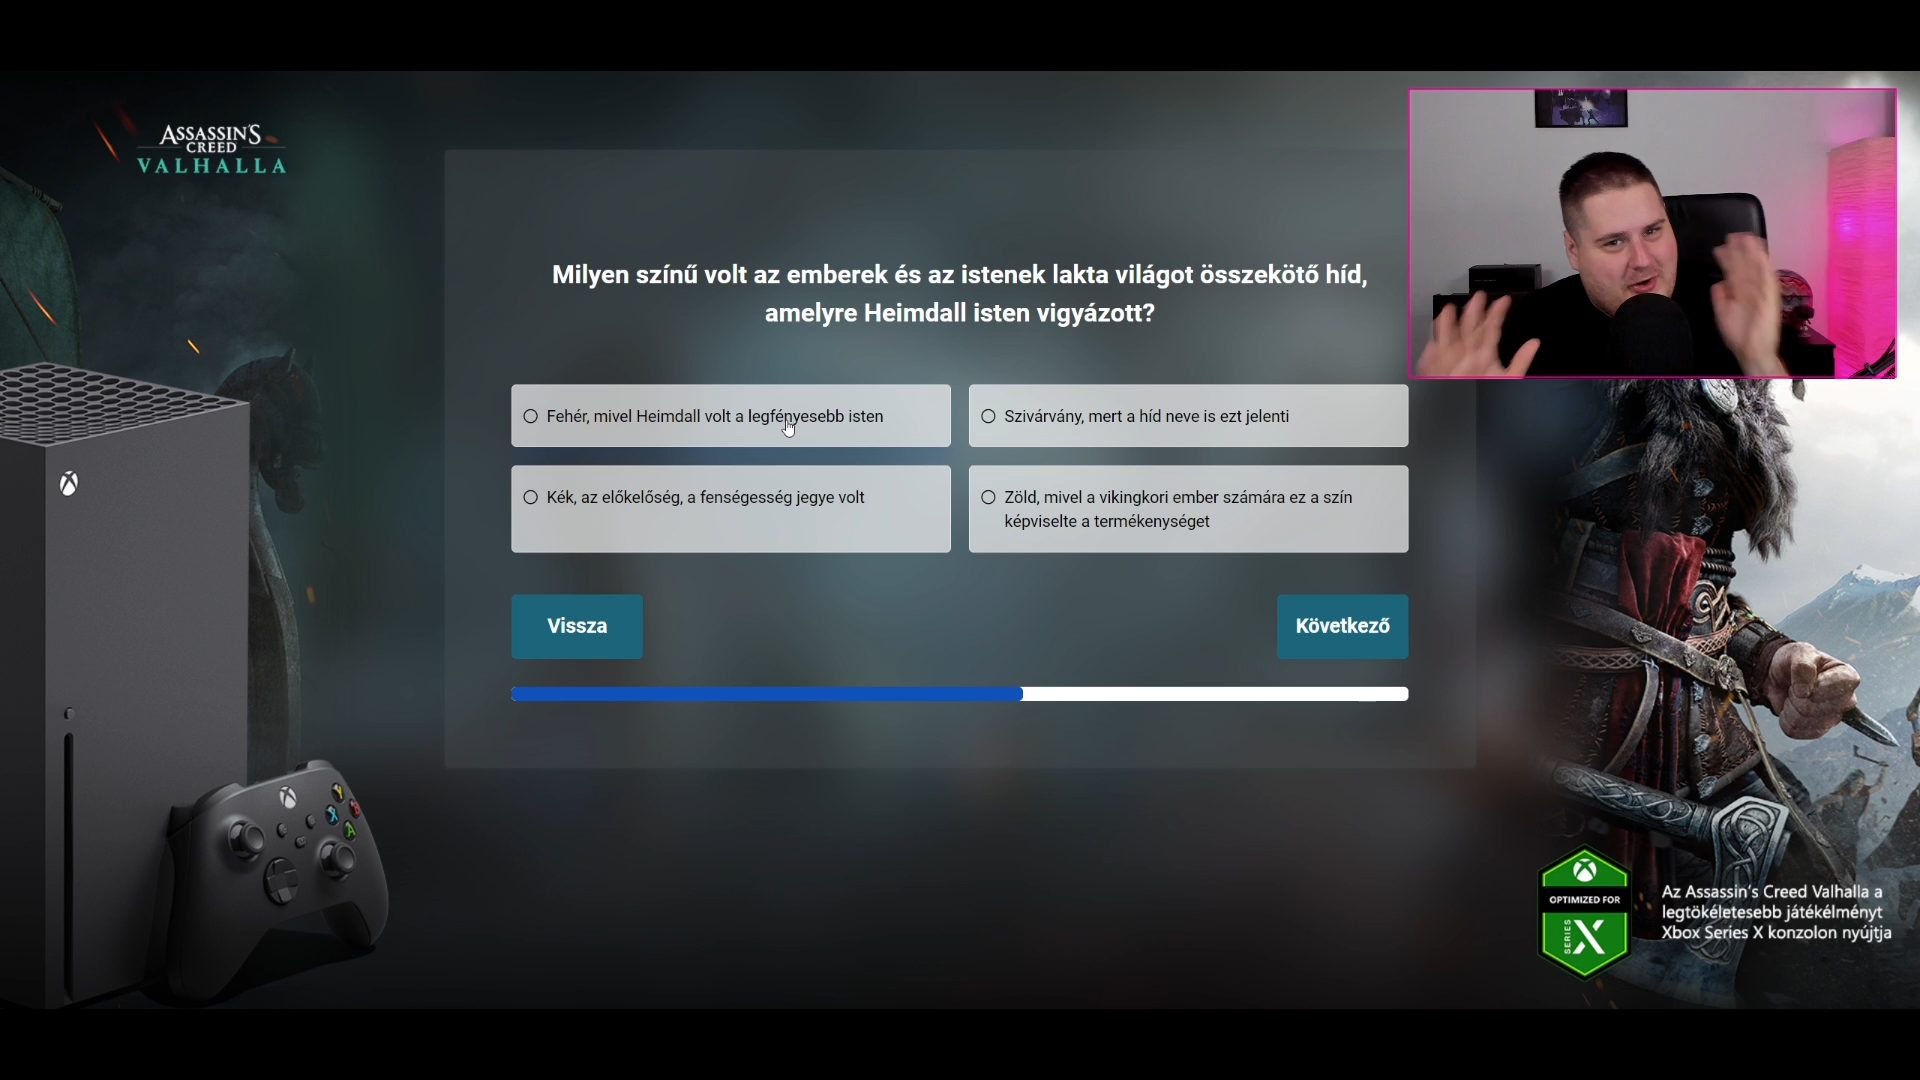 ASSASSIN'S
CREED
VALHALLA
Milyen színű volt az emberek és az istenek lakta világot összekötő híd,
amelyre Heimdall isten vigyázott?
Fehér, mivel Heimdall volt a legfényesebb isten
Szivárvány, mert a híd neve is ezt jelenti
Kék, az előkelőség, a fenségesség jegye volt
Zöld, mivel a vikingkori ember számára ez a szín
képviselte a termékenységet
Vissza
Következő
Y
B
X
A
OPTIMIZED FOR
SERIES X
Az Assassin's Creed Valhalla a
legtökéletesebb játékélményt
Xbox Series X konzolon nyújtja